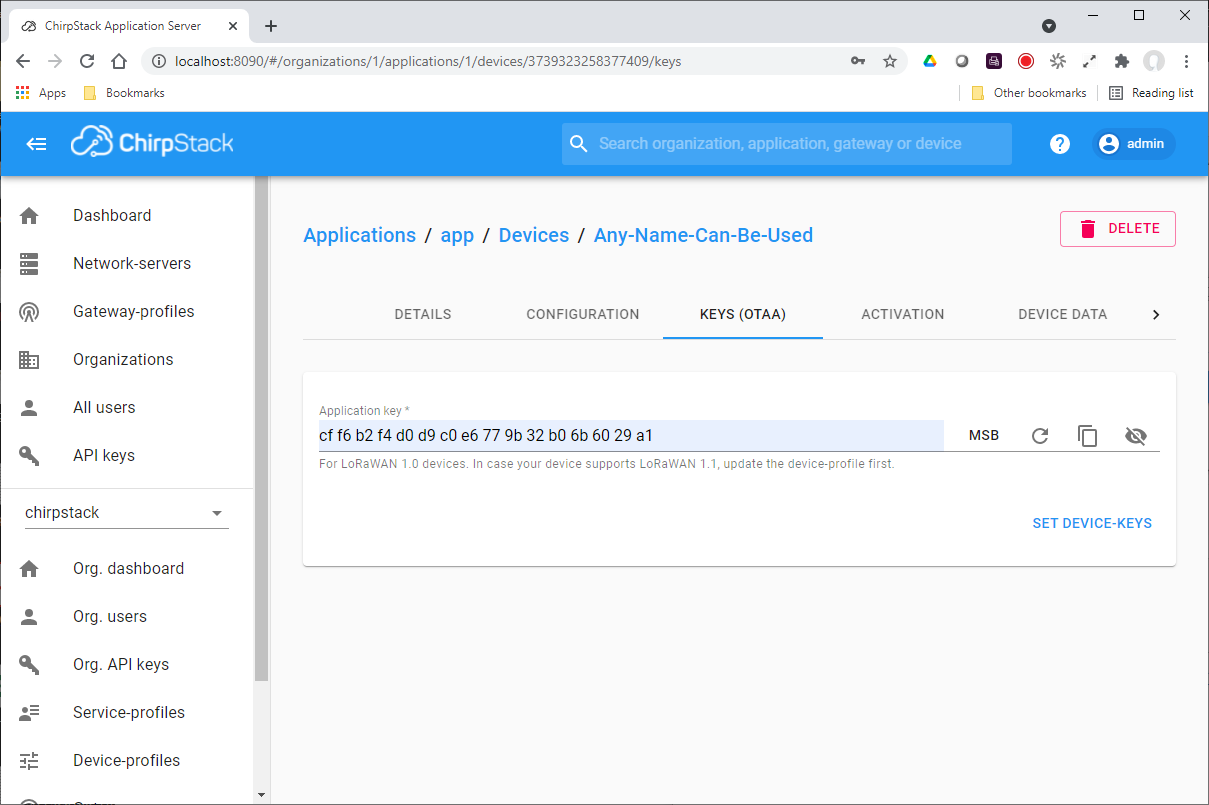 ChirpStack Application Server
localhost:8090/#/organizations/1/applications/1/devices/3739323258377409/keys
Apps Bookmarks Other bookmarks Reading list
ChirpStack
Search organization, application, gateway or device
admin
Dashboard
Network-servers
Gateway-profiles
Organizations
All users
API keys
chirpstack
Org. dashboard
Org. users
Org. API keys
Service-profiles
Device-profiles
Applications / app / Devices / Any-Name-Can-Be-Used
DELETE
DETAILS CONFIGURATION KEYS (OTAA) ACTIVATION DEVICE DATA
Application key *
cf f6 b2 f4 d0 d9 c0 e6 77 9b 32 b0 6b 60 29 a1 MSB
For LoRaWAN 1.0 devices. In case your device supports LoRaWAN 1.1, update the device-profile first.
SET DEVICE-KEYS